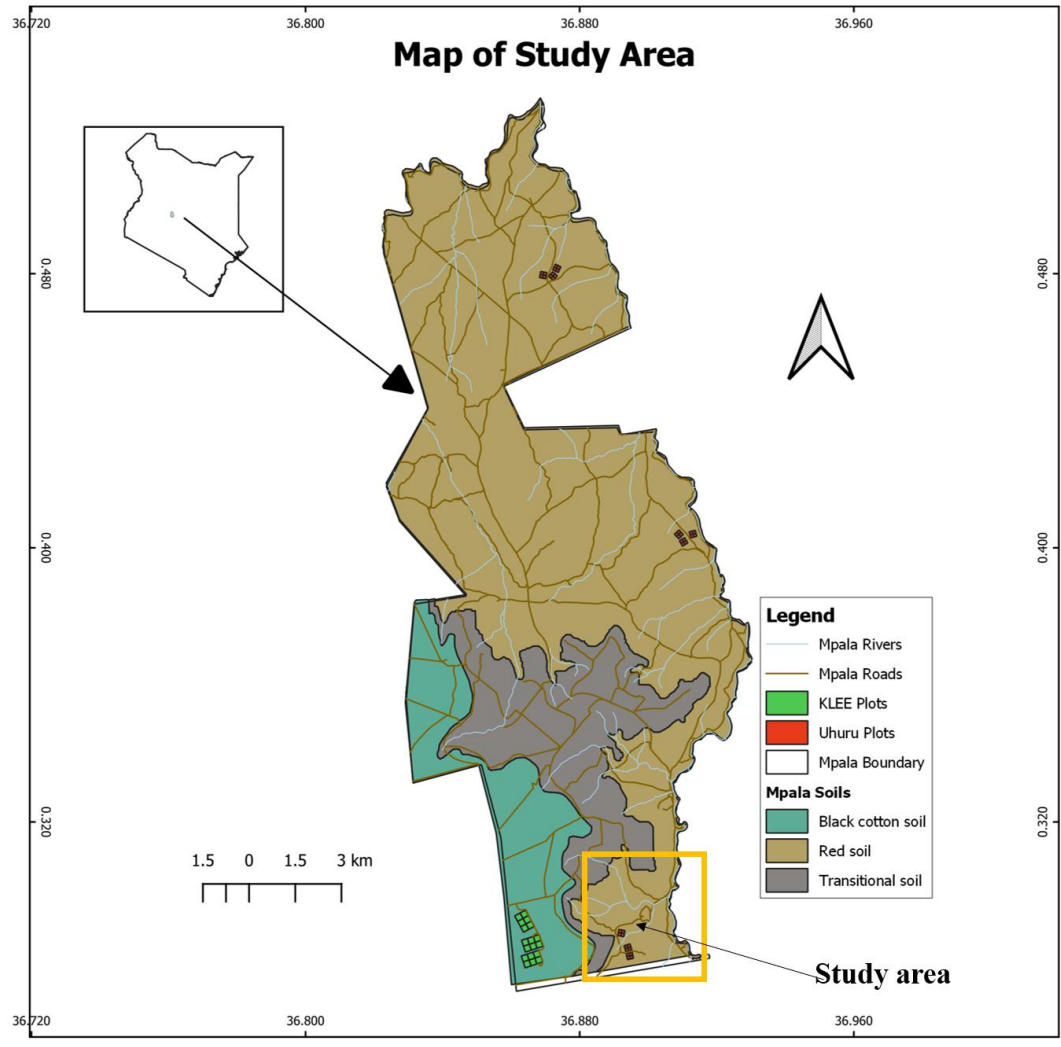 36.720 36.800 36.880 36.960
Map of Study Area
0.480 0.480
0.400 0.400
Legend
Mpala Rivers
Mpala Roads
KLEE Plots
Uhuru Plots
Mpala Boundary
Mpala Soils
Black cotton soil
Red soil
Transitional soil
0.320 0.320
1.5 0 1.5 3 km
Study area
36.720 36.800 36.880 36.960